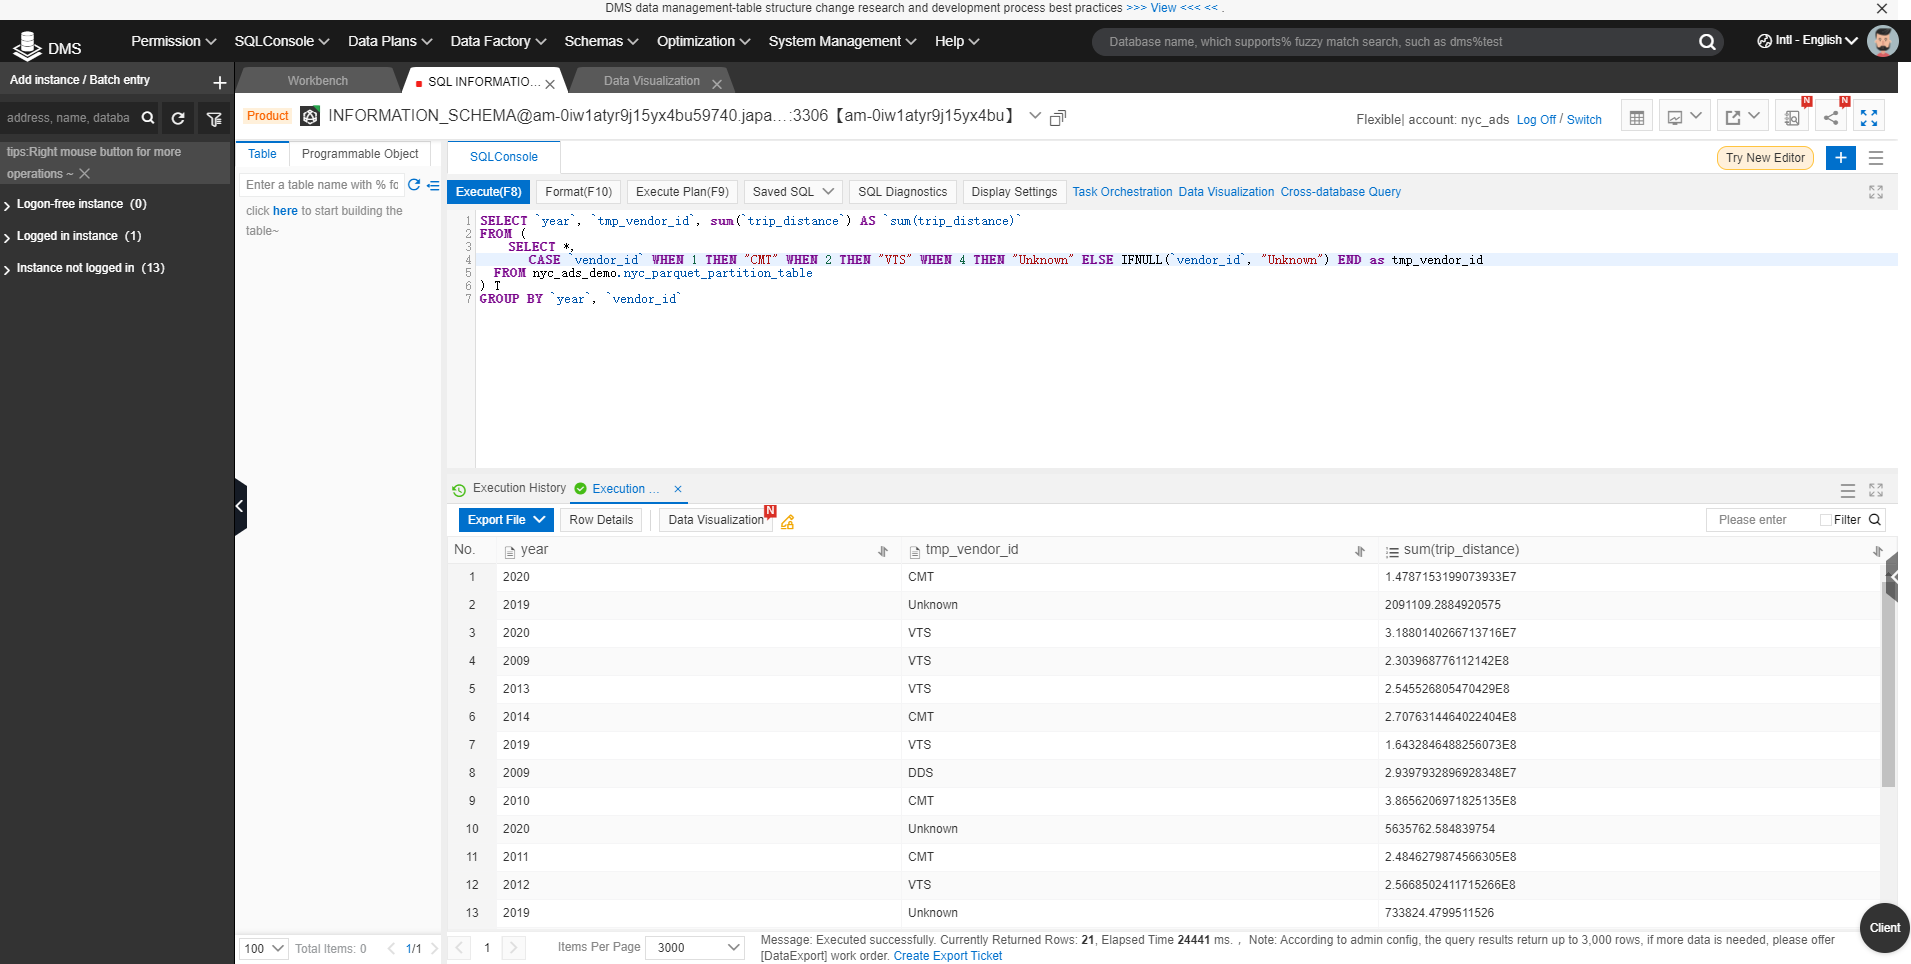 DMS data management-table structure change research and development process best practices >>> View <<< << .
DMS
Permission
SQLConsole
Data Plans
Data Factory
Schemas
Optimization
System Management
Help
Database name, which supports% fuzzy match search, such as dms%test
Intl - English
Add instance / Batch entry
Workbench
SQL INFORMATIO...
Data Visualization
address, name, databa
Product
INFORMATION_SCHEMA@am-0iw1atyr9j15yx4bu59740.japa...:3306【am-0iw1atyr9j15yx4bu】
Flexible| account: nyc_ads Log Off / Switch
N
N
tips:Right mouse button for more
operations ~
Logon-free instance (0)
Logged in instance (1)
Instance not logged in (13)
Table
Programmable Object
Enter a table name with % fo
click here to start building the
table~
SQLConsole
Try New Editor
Execute(F8)
Format(F10)
Execute Plan(F9)
Saved SQL
SQL Diagnostics
Display Settings
Task Orchestration
Data Visualization
Cross-database Query
1 SELECT `year`, `tmp_vendor_id`, sum(`trip_distance`) AS `sum(trip_distance)`
2 FROM (
3 SELECT *,
4 CASE `vendor_id` WHEN 1 THEN "CMT" WHEN 2 THEN "VTS" WHEN 4 THEN "Unknown" ELSE IFNULL(`vendor_id`, "Unknown") END as tmp_vendor_id
5 FROM nyc_ads_demo.nyc_parquet_partition_table
6 ) T
7 GROUP BY `year`, `vendor_id`
Execution History
Execution ...
Export File
Row Details
Data Visualization
N
Please enter
Filter
No. year tmp_vendor_id sum(trip_distance)
1 2020 CMT 1.4787153199073933E7
2 2019 Unknown 2091109.2884920575
3 2020 VTS 3.1880140266713716E7
4 2009 VTS 2.303968776112142E8
5 2013 VTS 2.545526805470429E8
6 2014 CMT 2.7076314464022404E8
7 2019 VTS 1.6432846488256073E8
8 2009 DDS 2.9397932896928348E7
9 2010 CMT 3.8656206971825135E8
10 2020 Unknown 5635762.584839754
11 2011 CMT 2.4846279874566305E8
12 2012 VTS 2.5668502411715266E8
13 2019 Unknown 733824.4799511526
100
Total Items: 0
1/1
1
Items Per Page
3000
Message: Executed successfully. Currently Returned Rows: 21, Elapsed Time 24441 ms. , Note: According to admin config, the query results return up to 3,000 rows, if more data is needed, please offer
[DataExport] work order. Create Export Ticket
Client